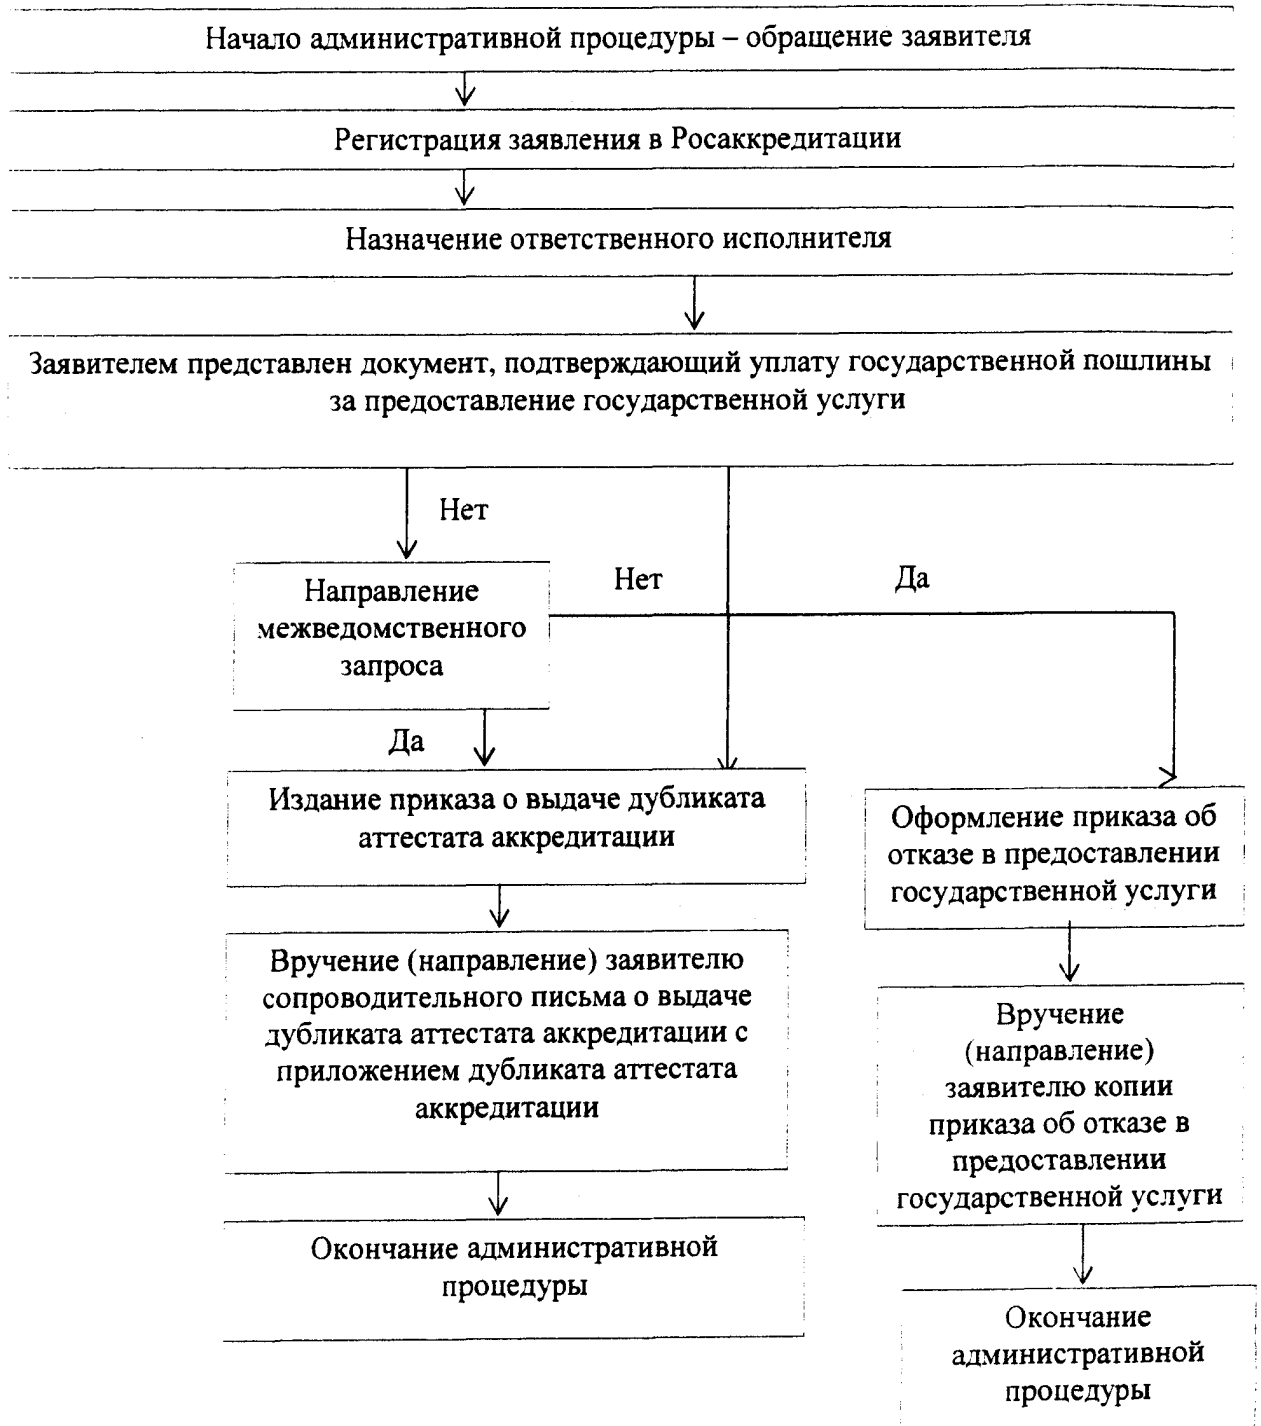 Начало административной процедуры – обращение заявителя
Регистрация заявления в Росаккредитации
Назначение ответственного исполнителя
Заявителем представлен документ, подтверждающий уплату государственной пошлины
за предоставление государственной услуги
Нет
Направление
межведомственного
запроса
Нет
Да
Да
Издание приказа о выдаче дубликата
аттестата аккредитации
Вручение (направление) заявителю
сопроводительного письма о выдаче
дубликата аттестата аккредитации с
приложением дубликата аттестата
аккредитации
Окончание административной
процедуры
Оформление приказа об
отказе в предоставлении
государственной услуги
Вручение
(направление)
заявителю копии
приказа об отказе в
предоставлении
государственной услуги
Окончание
административной
процедуры